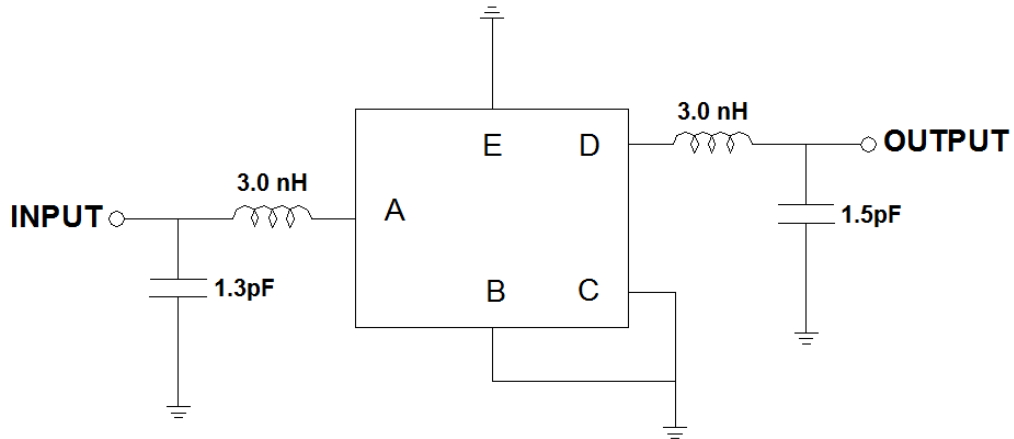 3.0 nH
E
D
OUTPUT
3.0 nH
INPUT
A
1.5pF
1.3pF
B
C